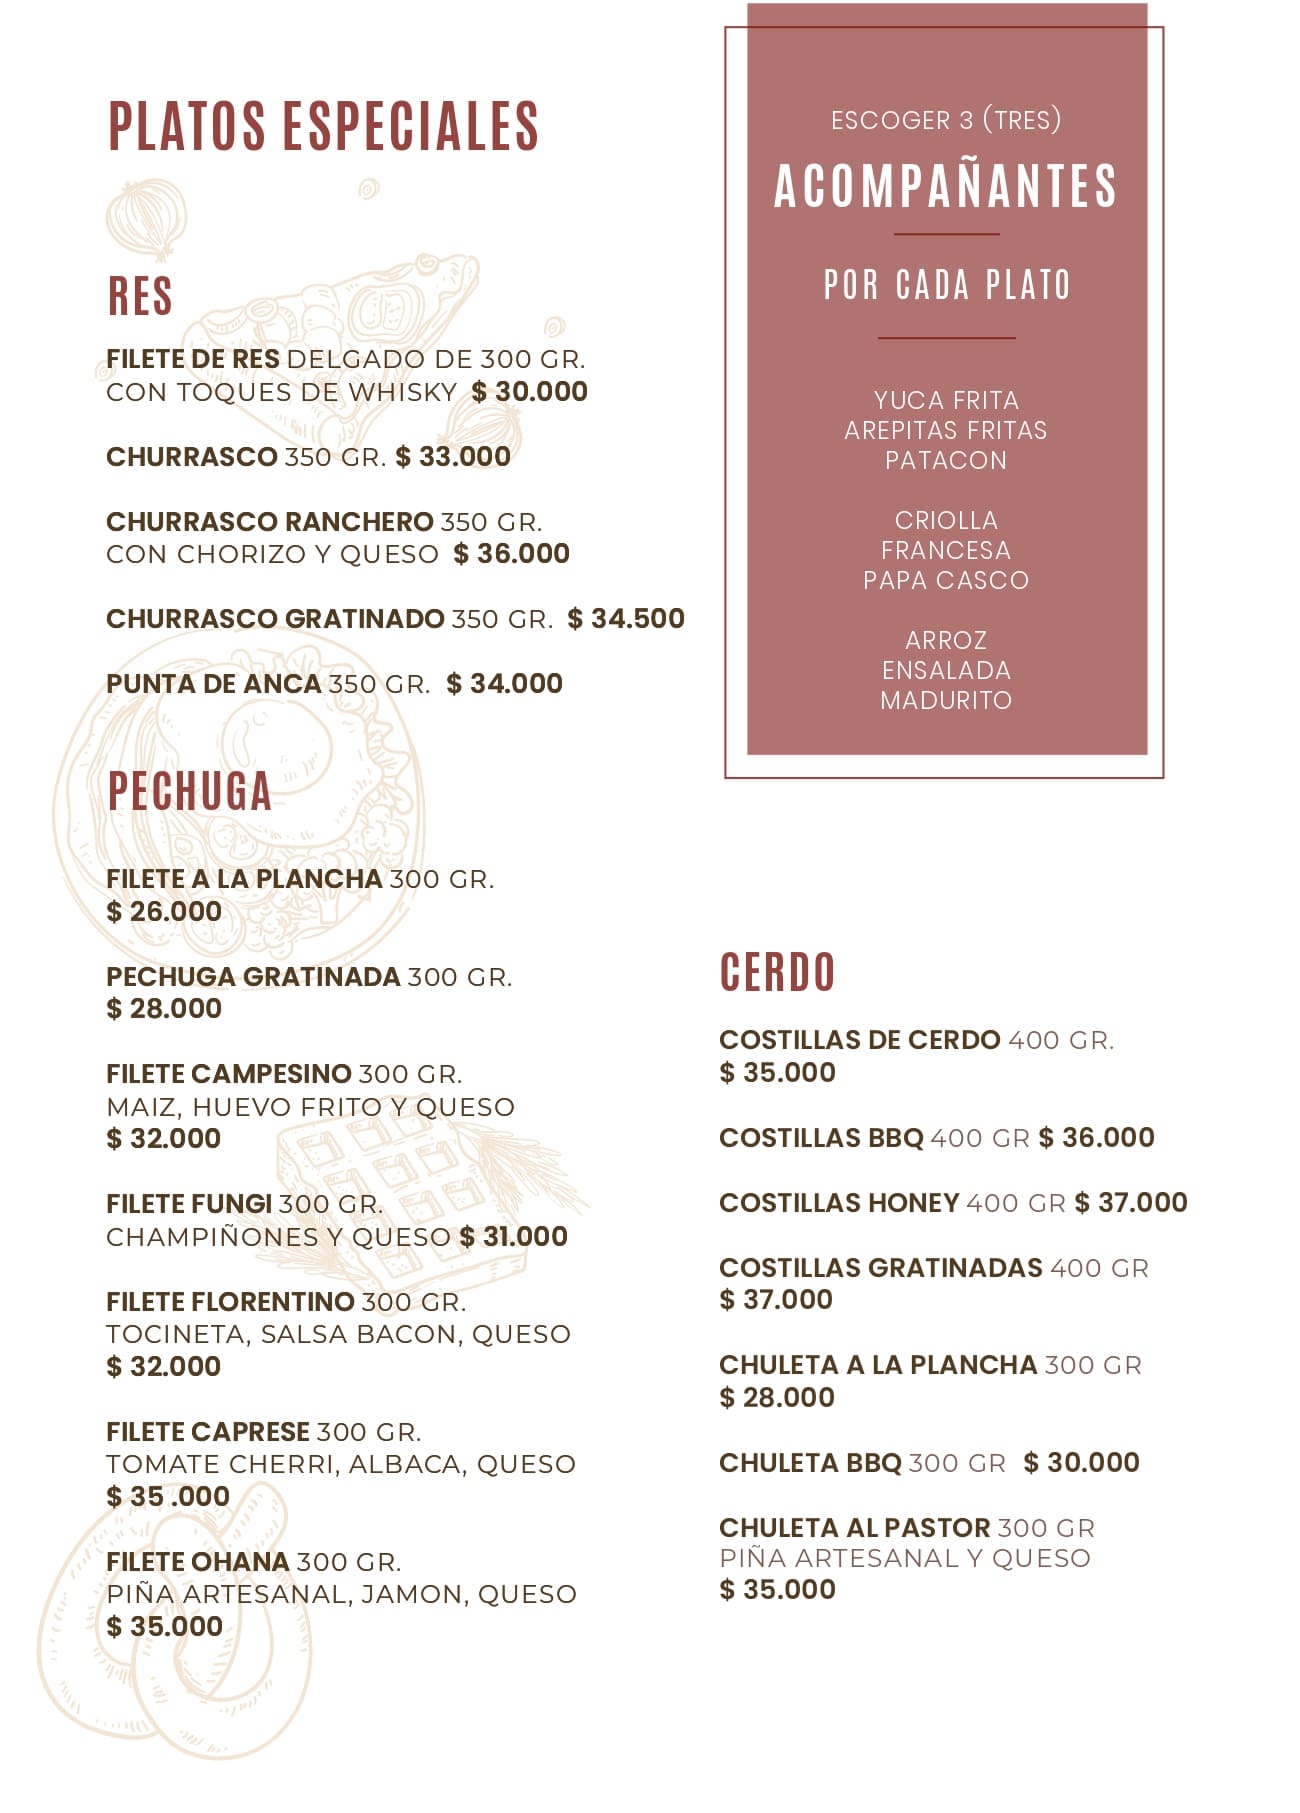 PLATOS ESPECIALES
RES
FILETE DE RES DELGADO DE 300 GR.
CON TOQUES DE WHISKY $ 30.000
CHURRASCO 350 GR. $ 33.000
CHURRASCO RANCHERO 350 GR.
CON CHORIZO Y QUESO $ 36.000
CHURRASCO GRATINADO 350 GR. $ 34.500
PUNTA DE ANCA 350 GR. $ 34.000
PECHUGA
FILETE A LA PLANCHA 300 GR.
$ 26.000
PECHUGA GRATINADA 300 GR.
$ 28.000
FILETE CAMPESINO 300 GR.
MAIZ, HUEVO FRITO Y QUESO
$ 32.000
FILETE FUNGI 300 GR.
CHAMPIÑONES Y QUESO $ 31.000
FILETE FLORENTINO 300 GR.
TOCINETA, SALSA BACON, QUESO
$ 32.000
FILETE CAPRESE 300 GR.
TOMATE CHERRI, ALBACA, QUESO
$ 35 .000
FILETE OHANA 300 GR.
PIÑA ARTESANAL, JAMON, QUESO
$ 35.000
ESCOGER 3 (TRES)
ACOMPAÑANTES
POR CADA PLATO
YUCA FRITA
AREPITAS FRITAS
PATACON
CRIOLLA
FRANCESA
PAPA CASCO
ARROZ
ENSALADA
MADURITO
CERDO
COSTILLAS DE CERDO 400 GR.
$ 35.000
COSTILLAS BBQ 400 GR $ 36.000
COSTILLAS HONEY 400 GR $ 37.000
COSTILLAS GRATINADAS 400 GR
$ 37.000
CHULETA A LA PLANCHA 300 GR
$ 28.000
CHULETA BBQ 300 GR $ 30.000
CHULETA AL PASTOR 300 GR
PIÑA ARTESANAL Y QUESO
$ 35.000